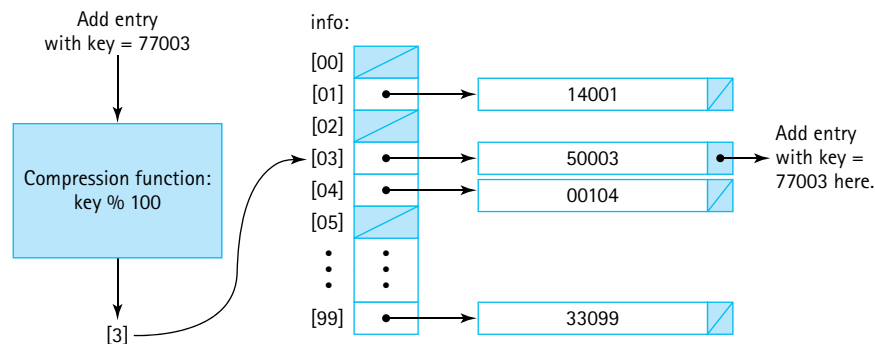 Add entry
with key = 77003
Compression function:
key % 100
[3]
info:
[00]
[01]
14001
[02]
[03]
50003
[04]
00104
[05]
[99]
33099
Add entry
with key =
77003 here.